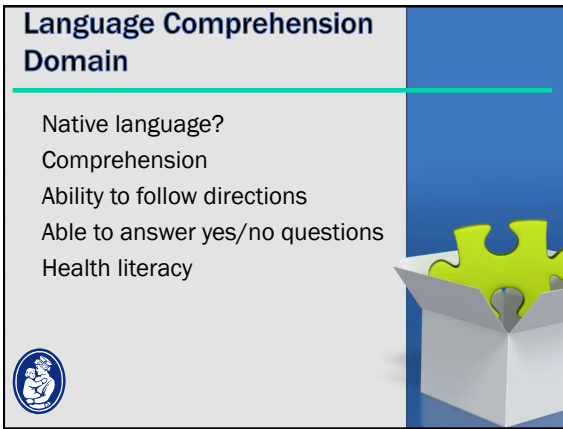 Language Comprehension
Domain
Native language?
Comprehension
Ability to follow directions
Able to answer yes/no questions
Health literacy